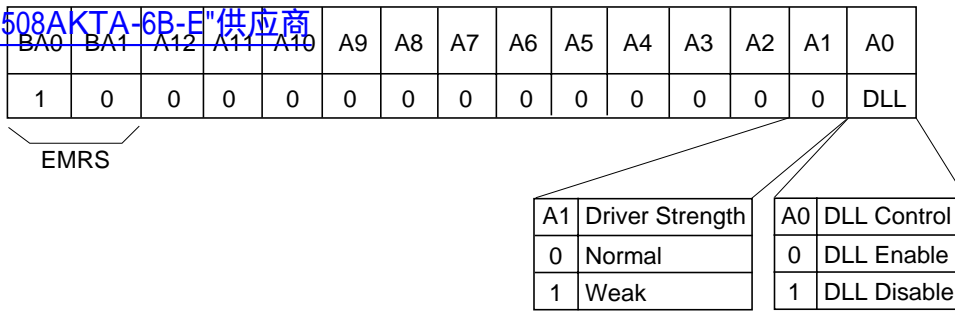 508AKTA-6B-E"供应商
BA0 BA1 A12 A11 A10 A9 A8 A7 A6 A5 A4 A3 A2 A1 A0
1 0 0 0 0 0 0 0 0 0 0 0 0 0 DLL
EMRS
A1 Driver Strength
0 Normal
1 Weak
A0 DLL Control
0 DLL Enable
1 DLL Disable